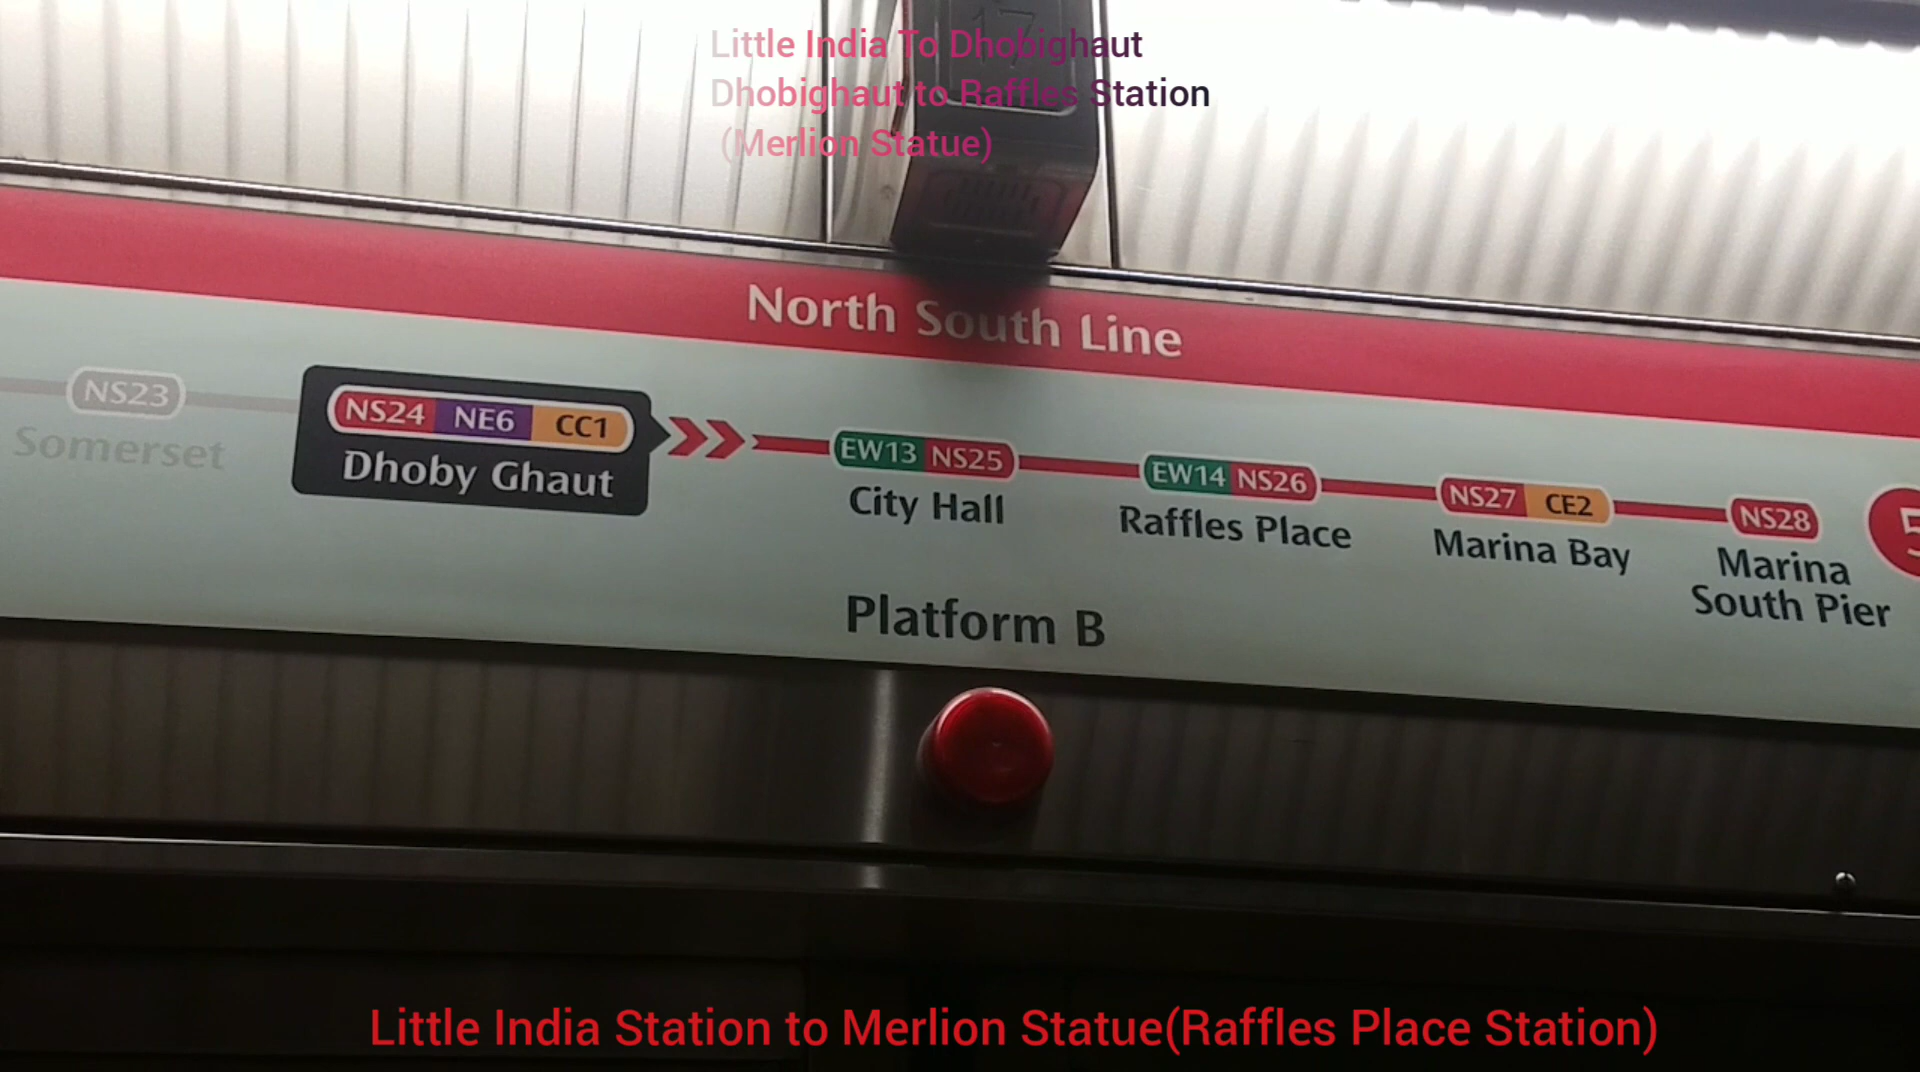 17
Little India To Dhobighaut
Dhobighaut to Raffles Station
(Merlion Statue)
North South Line
NS23
Somerset
NS24 NE6 CC1
Dhoby Ghaut
EW13 NS25
City Hall
EW14 NS26
Raffles Place
NS27 CE2
Marina Bay
NS28
Marina
South Pier
5
Platform B
Little India Station to Merlion Statue(Raffles Place Station)